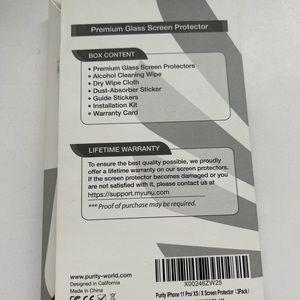 Premium Glass Screen Protector
BOX CONTENT
• Premium Glass Screen Protectors
• Alcohol Cleaning Wipe
• Dry Wipe Cloth
• Dust-Absorber Sticker
• Guide Stickers
• Installation Kit
• Warranty Card
LIFETIME WARRANTY
To ensure the best quality possible, we proudly
offer a lifetime warranty on our screen protectors.
If the screen protector becomes damaged or you
are not satisfied with it, please contact us at
https://support.myunu.com
*** Proof of purchase may be required.
www.purity-world.com
Designed in California
Made in China
X00246ZW25
Purity iPhone 11 Pro/ XS / X Screen Protector (3Pack)